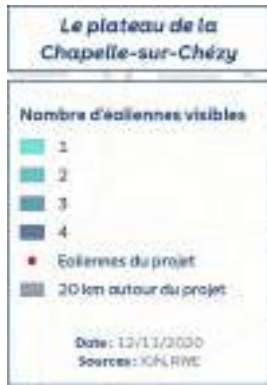 Le plateau de la
Chapelle-sur-Chézy
Nombre d'éoliennes visibles
1
2
3
4
Eoliennes du projet
20 km autour du projet
Date : 12/11/2020
Sources : IGN, RWE